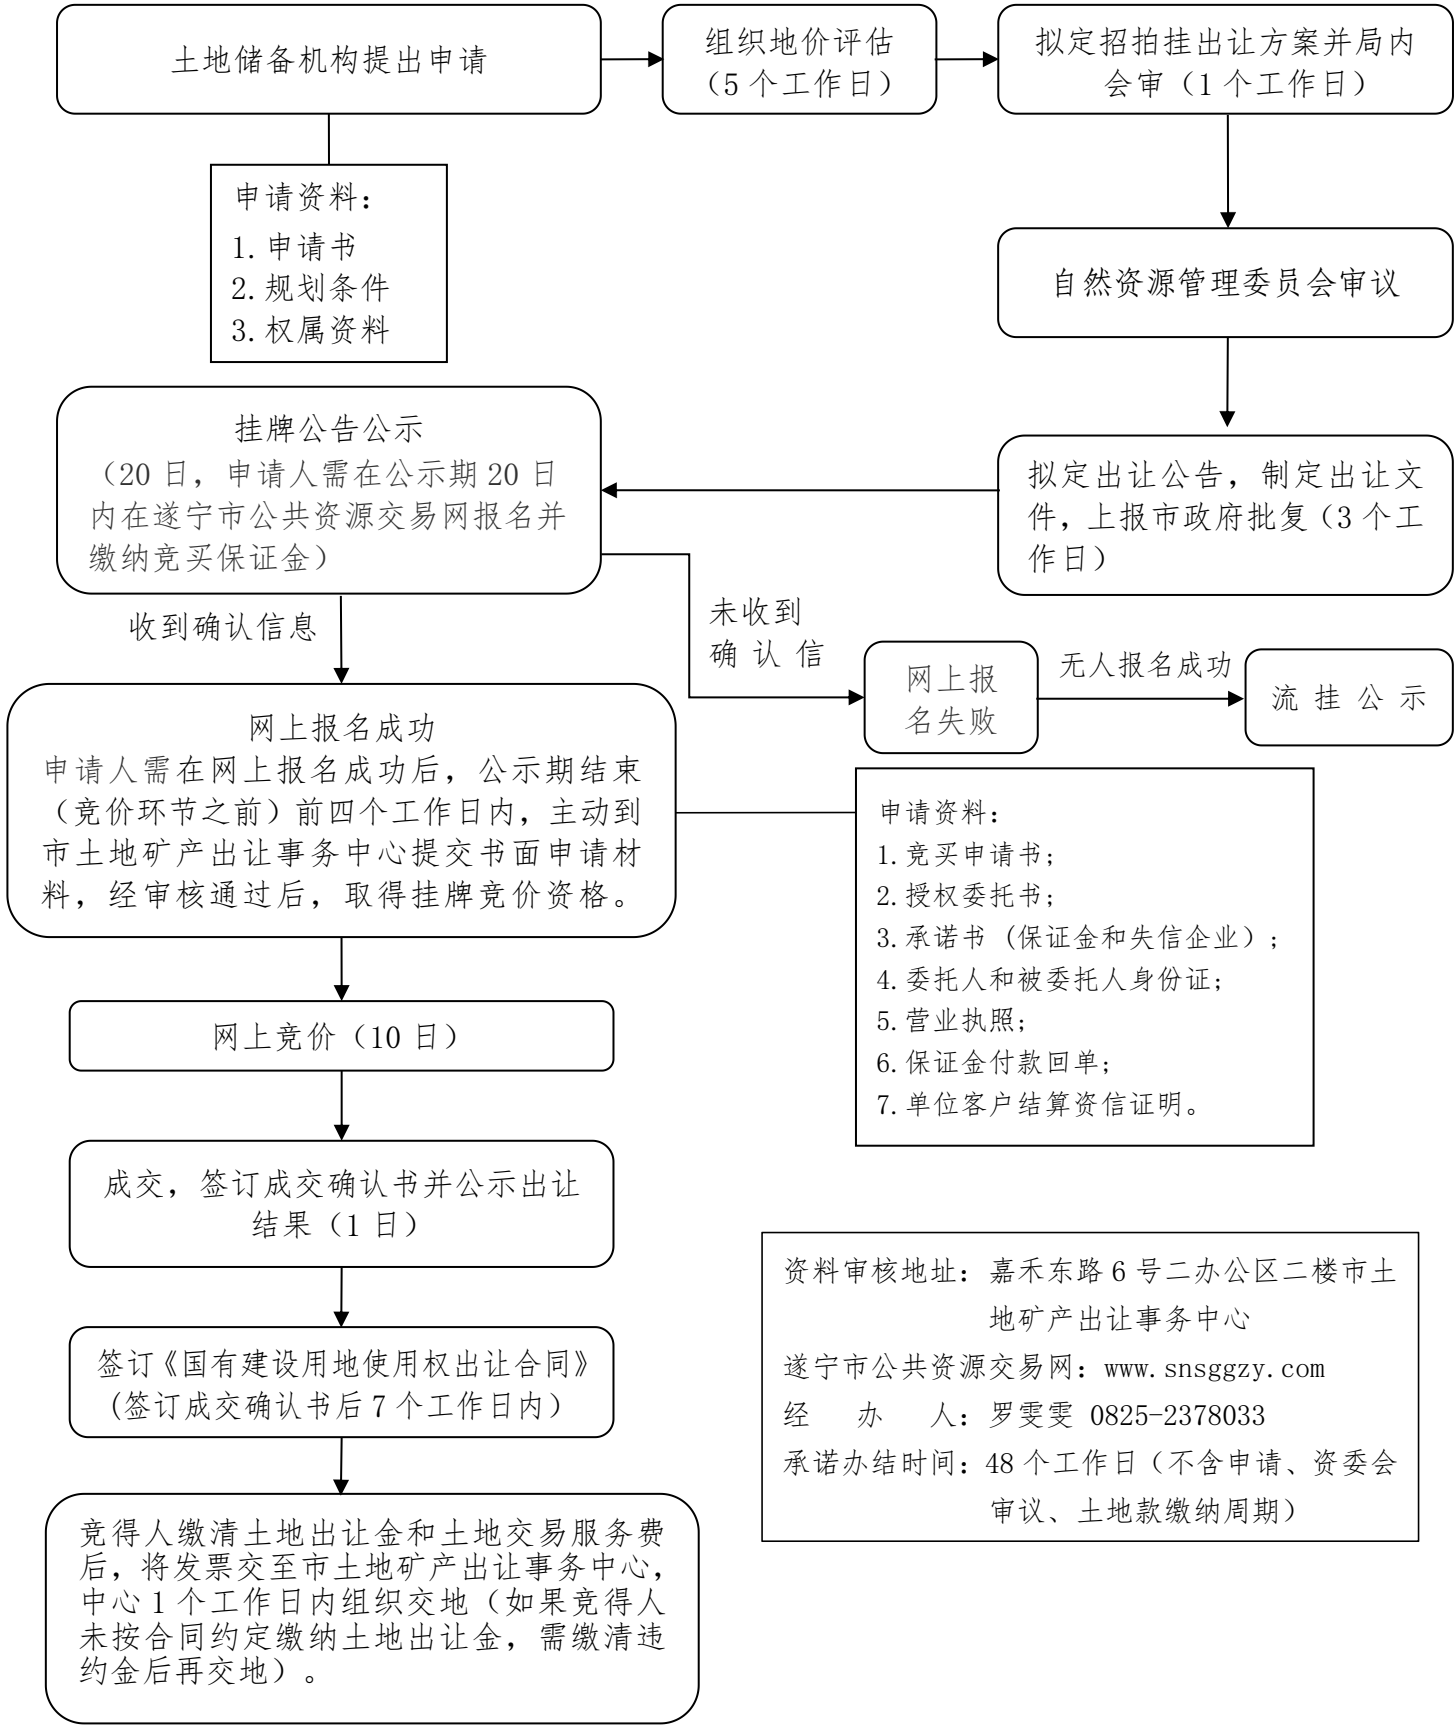 土地储备机构提出申请
组织地价评估
（5 个工作日）
拟定招拍挂出让方案并局内
会审（1 个工作日）
申请资料：
1. 申请书
2. 规划条件
3. 权属资料
自然资源管理委员会审议
拟定出让公告，制定出让文
件，上报市政府批复（3 个工
作日）
挂牌公告公示
（20 日，申请人需在公示期 20 日
内在遂宁市公共资源交易网报名并
缴纳竞买保证金）
收到确认信息
未收到
确 认 信
网上报
名失败
无人报名成功
流 挂 公 示
网上报名成功
申请人需在网上报名成功后，公示期结束
（竞价环节之前）前四个工作日内，主动到
市土地矿产出让事务中心提交书面申请材
料，经审核通过后，取得挂牌竞价资格。
申请资料：
1. 竞买申请书；
2. 授权委托书；
3. 承诺书 (保证金和失信企业）；
4. 委托人和被委托人身份证；
5. 营业执照；
6. 保证金付款回单；
7. 单位客户结算资信证明。
网上竞价（10 日）
成交，签订成交确认书并公示出让
结果（1 日）
签订《国有建设用地使用权出让合同》
(签订成交确认书后 7 个工作日内）
竞得人缴清土地出让金和土地交易服务费
后，将发票交至市土地矿产出让事务中心，
中心 1 个工作日内组织交地（如果竞得人
未按合同约定缴纳土地出让金，需缴清违
约金后再交地）。
资料审核地址：嘉禾东路 6 号二办公区二楼市土
地矿产出让事务中心
遂宁市公共资源交易网：www.snsggzy.com
经 办 人：罗雯雯 0825-2378033
承诺办结时间：48 个工作日（不含申请、资委会
审议、土地款缴纳周期）